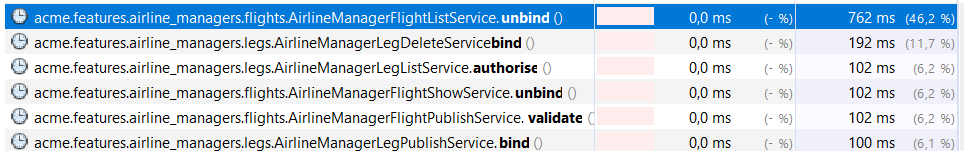 acme.features.airline_managers.flights.AirlineManagerFlightListService.unbind () 0,0 ms (- %) 762 ms (46,2 %)
acme.features.airline_managers.legs.AirlineManagerLegDeleteServicebind () 0,0 ms (- %) 192 ms (11,7 %)
acme.features.airline_managers.legs.AirlineManagerLegListService.authorise () 0,0 ms (- %) 102 ms (6,2 %)
acme.features.airline_managers.flights.AirlineManagerFlightShowService. unbind () 0,0 ms (- %) 102 ms (6,2 %)
acme.features.airline_managers.flights.AirlineManagerFlightPublishService. validate () 0,0 ms (- %) 102 ms (6,2 %)
acme.features.airline_managers.legs.AirlineManagerLegPublishService.bind () 0,0 ms (- %) 100 ms (6,1 %)